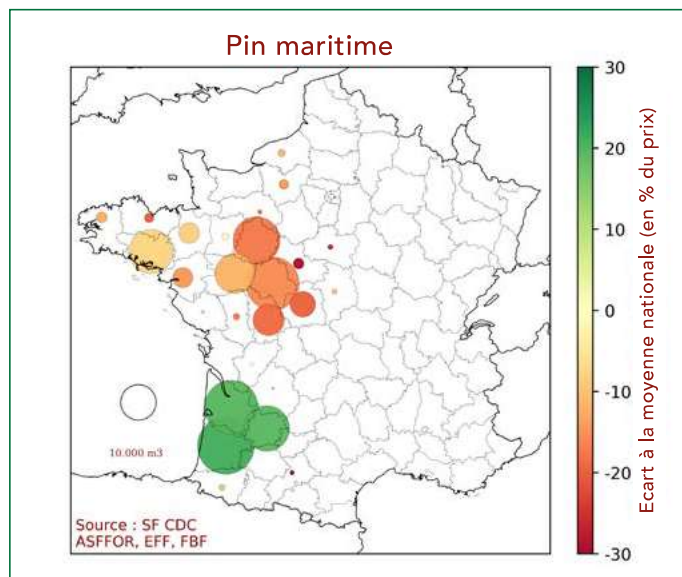 Pin maritime
10.000 m3
Source : SF CDC
ASFFOR, EFF, FBF
30
20
10
0
-10
-20
-30
Ecart à la moyenne nationale (en % du prix)